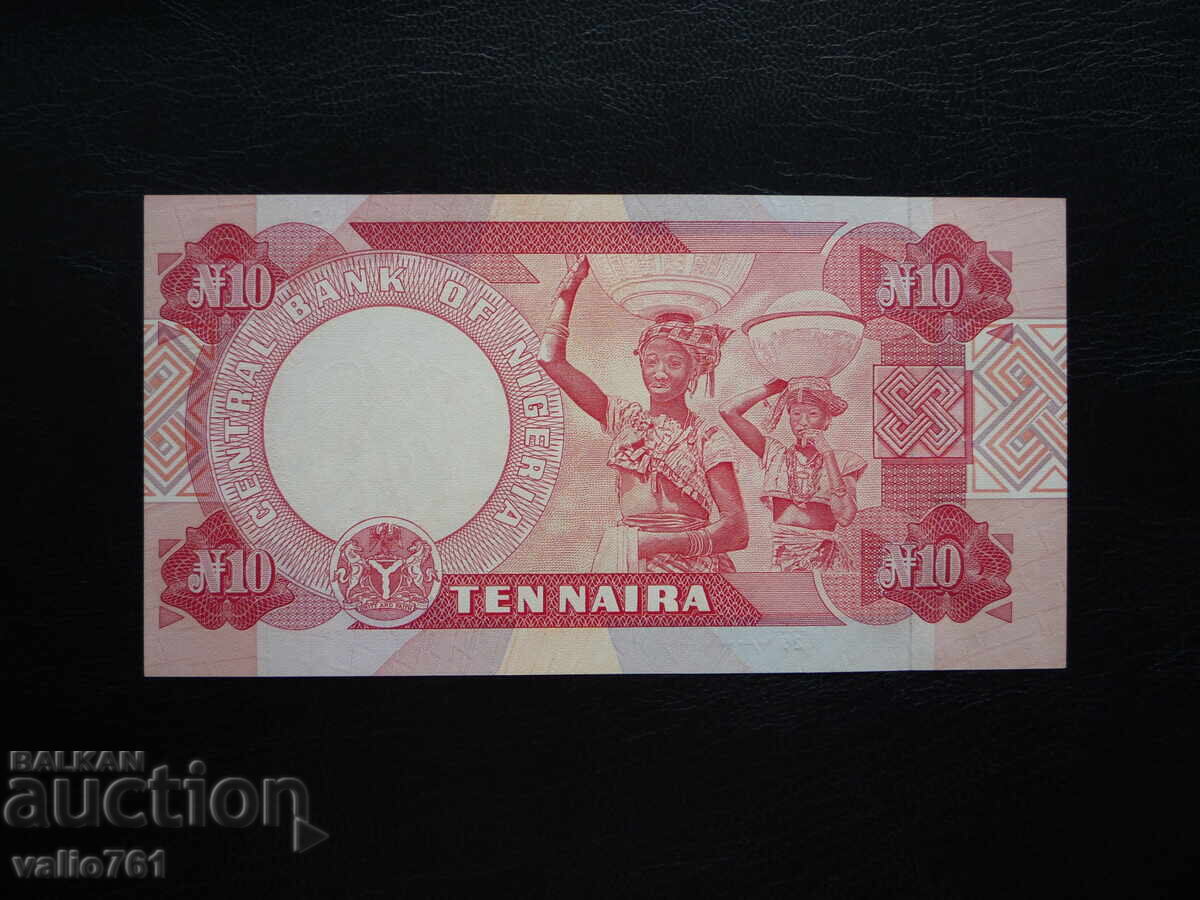 ₦10
CENTRAL BANK OF NIGERIA
₦10
₦10
TEN NAIRA
₦10
BALKAN
auction
valio761